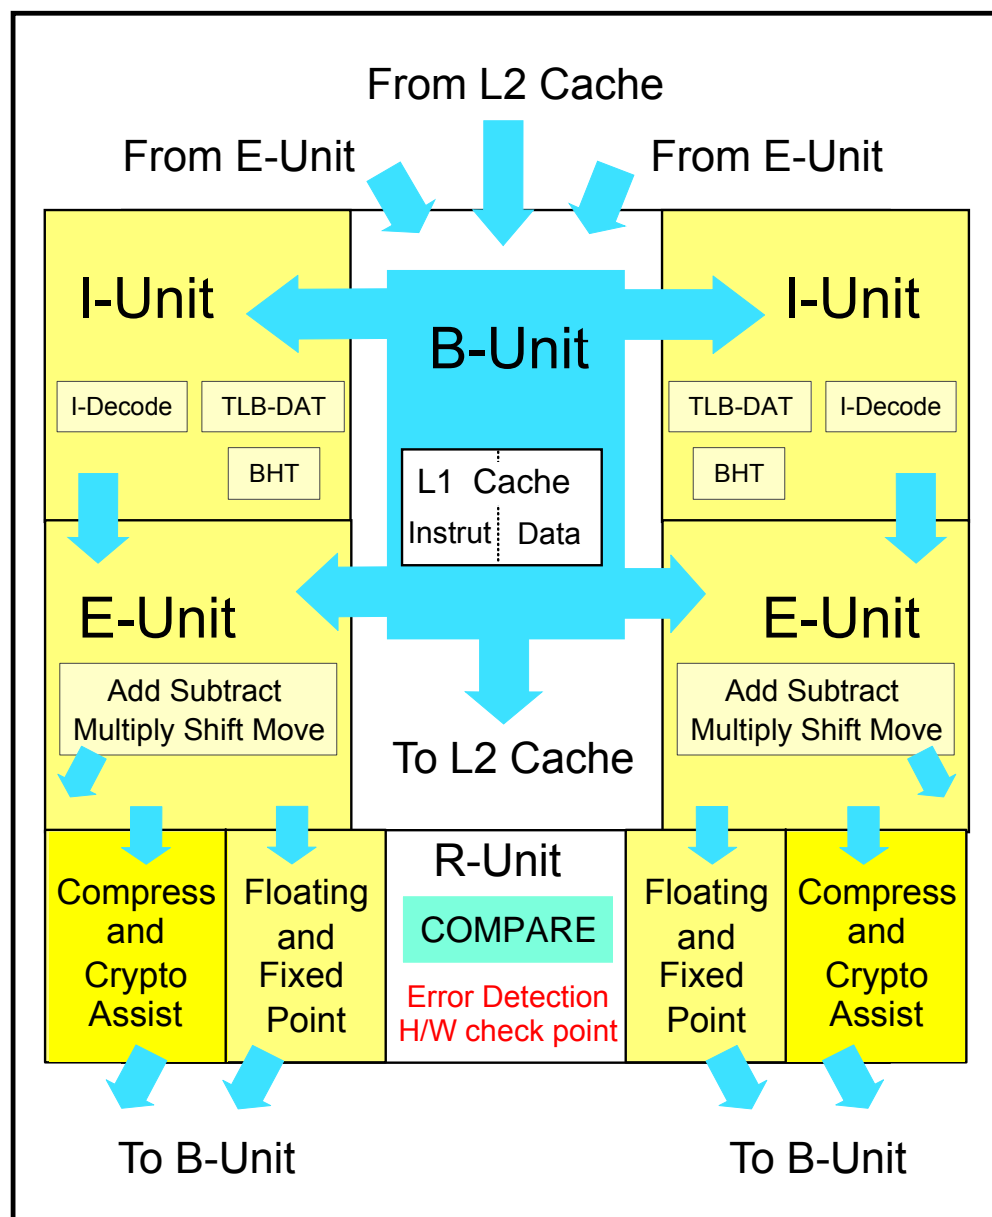 From L2 Cache
From E-Unit
From E-Unit
I-Unit
B-Unit
I-Unit
I-Decode
TLB-DAT
BHT
L1 Cache
Instrut
Data
TLB-DAT
I-Decode
BHT
E-Unit
Add Subtract
Multiply Shift Move
To L2 Cache
E-Unit
Add Subtract
Multiply Shift Move
Compress
and
Crypto
Assist
Floating
and
Fixed
Point
R-Unit
COMPARE
Error Detection
H/W check point
Floating
and
Fixed
Point
Compress
and
Crypto
Assist
To B-Unit
To B-Unit